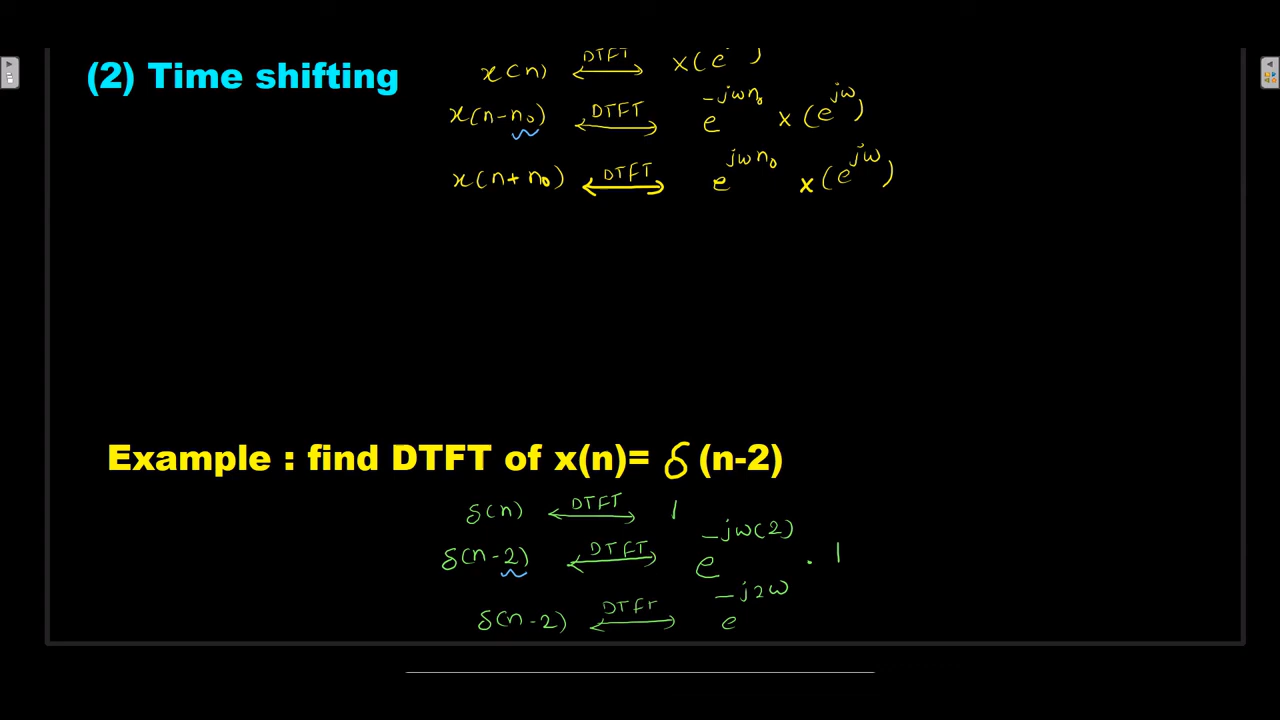 (2) Time shifting
x(n) DTFT X(e )
x(n-n₀) DTFT e^-jωn₀ X(e^jω)
x(n+n₀) DTFT e^jωn₀ X(e^jω)
Example : find DTFT of x(n)= δ (n-2)
δ(n) DTFT 1
δ(n-2) DTFT e^-jω(2) . 1
δ(n-2) DTFT e^-j2ω